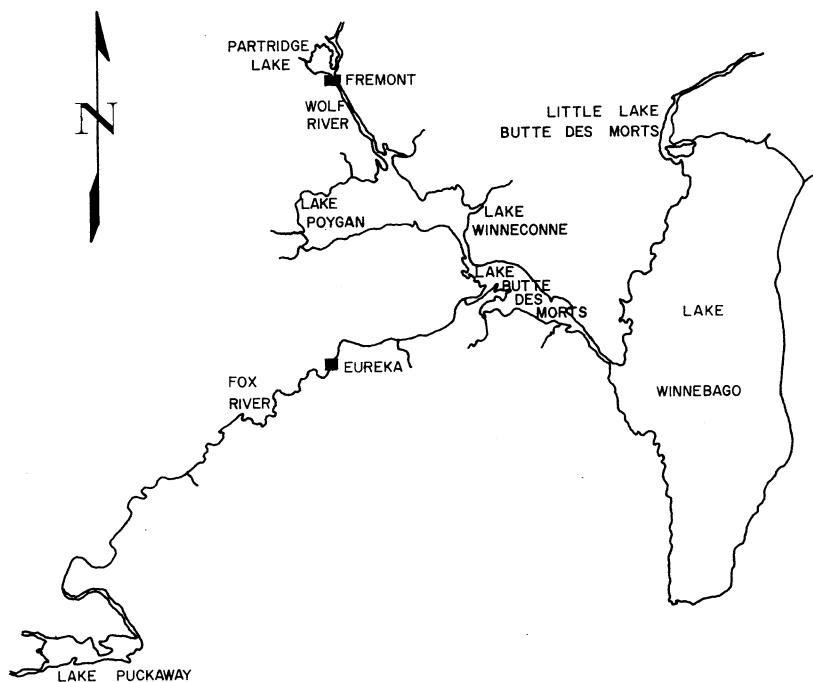 PARTRIDGE
LAKE
FREMONT
WOLF
RIVER
N
LITTLE LAKE
BUTTE DES MORTS
LAKE
POYGAN
LAKE
WINNECONNE
LAKE
BUTTE
DES
MORTS
LAKE
WINNEBAGO
EUREKA
FOX
RIVER
LAKE PUCKAWAY